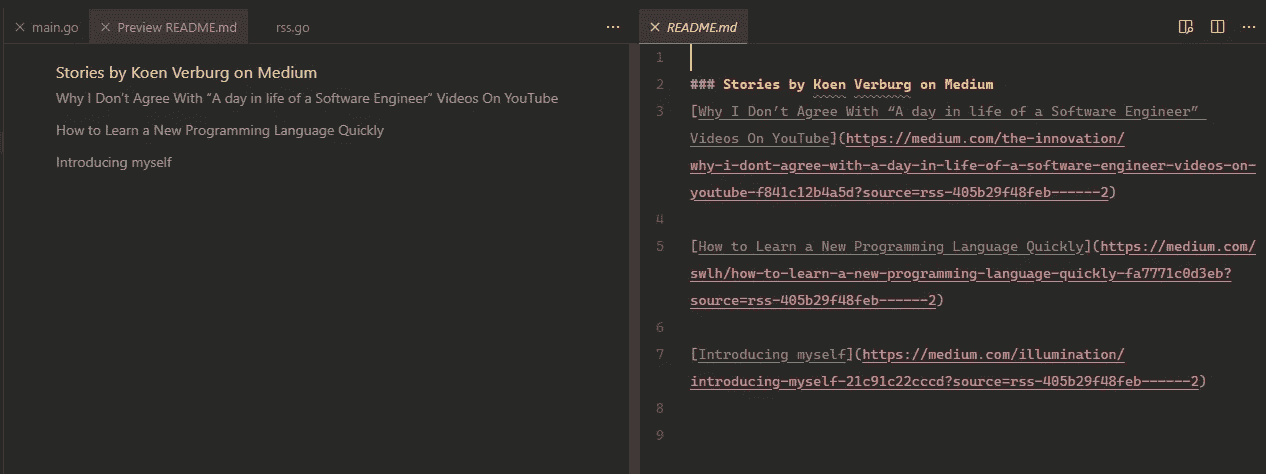 main.go Preview README.md rss.go ...
Stories by Koen Verburg on Medium
Why I Don't Agree With “A day in life of a Software Engineer” Videos On YouTube
How to Learn a New Programming Language Quickly
Introducing myself
README.md ...
1
2 ### Stories by Koen Verburg on Medium
3 [Why I Don’t Agree With “A day in life of a Software Engineer”
Videos On YouTube](https://medium.com/the-innovation/
why-i-dont-agree-with-a-day-in-life-of-a-software-engineer-videos-on-
youtube-f841c12b4a5d?source=rss-405b29f48feb------2)
4
5 [How to Learn a New Programming Language Quickly](https://medium.com/
swlh/how-to-learn-a-new-programming-language-quickly-fa7771c0d3eb?
source=rss-405b29f48feb------2)
6
7 [Introducing myself](https://medium.com/illumination/
introducing-myself-21c91c22cccd?source=rss-405b29f48feb------2)
8
9